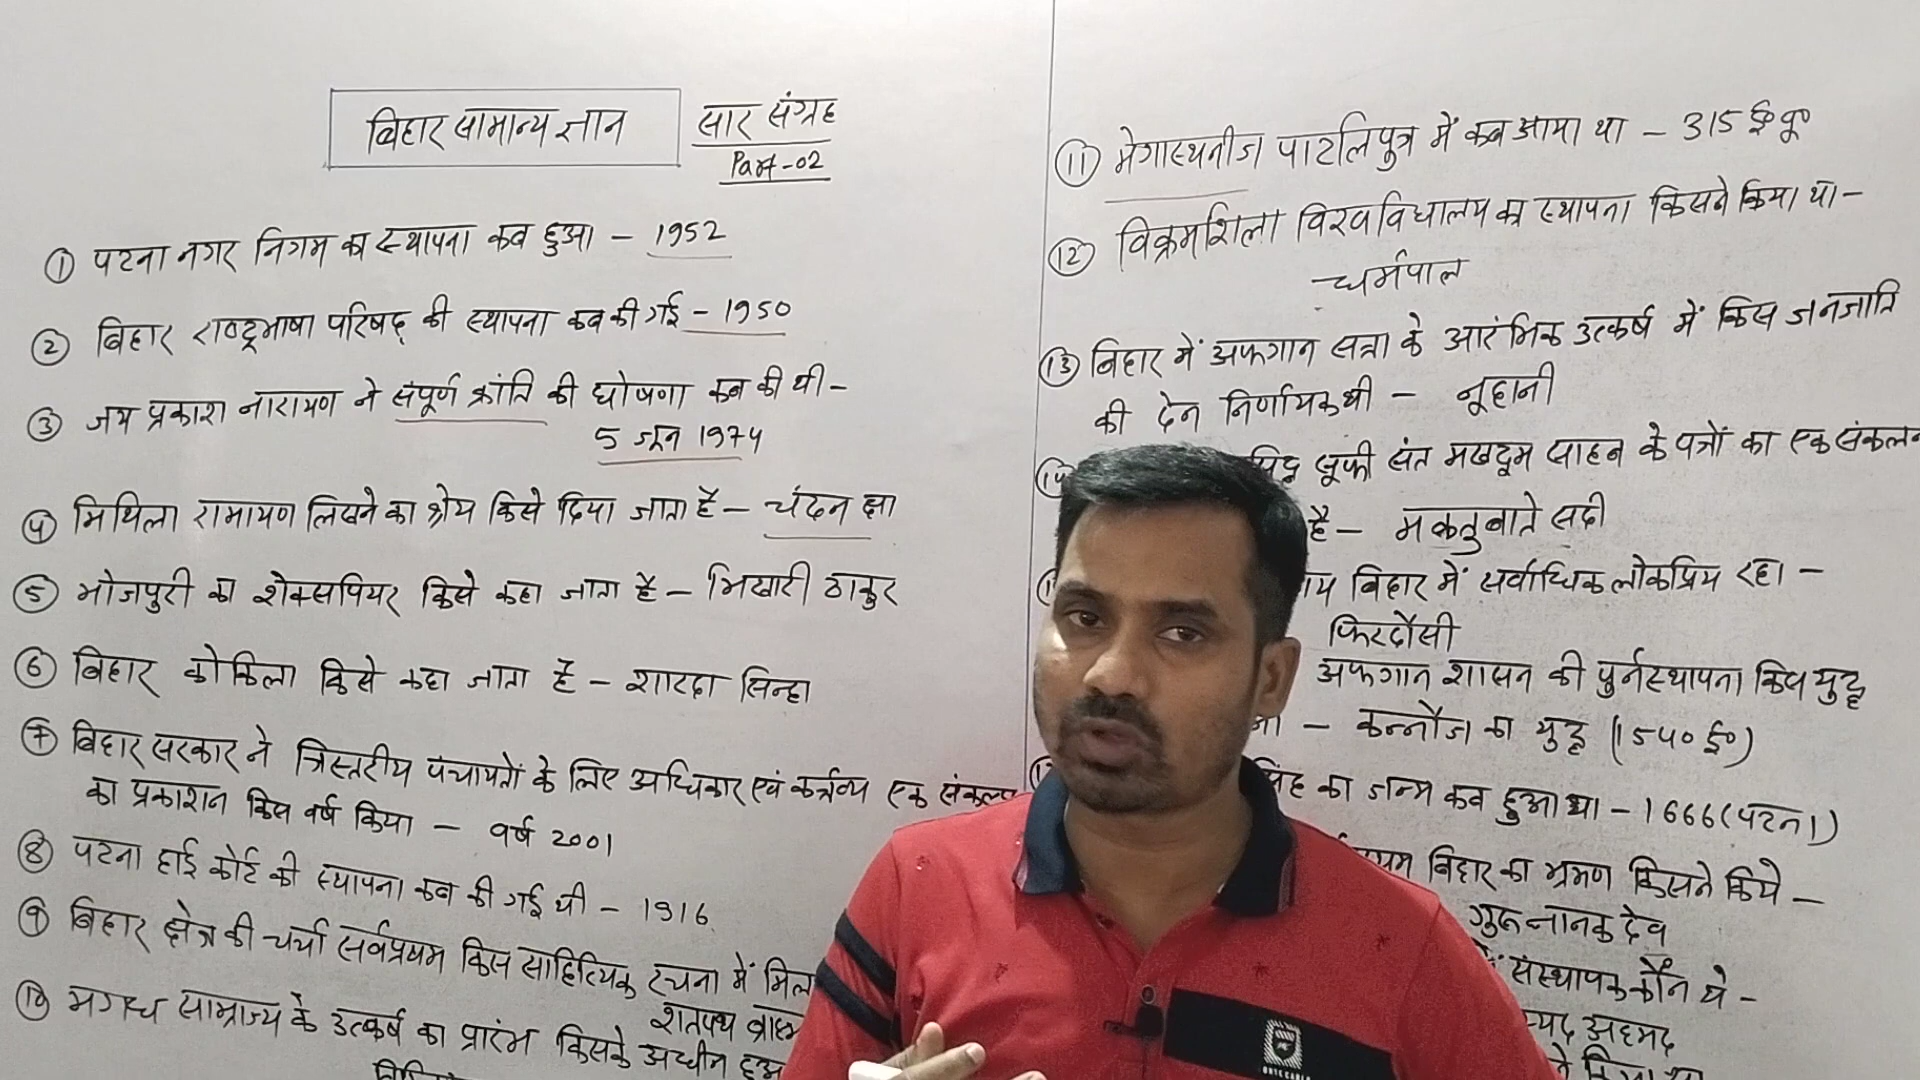 बिहार सामान्य ज्ञान
सार संग्रह
Part-02
① पटना नगर निगम का स्थापना कब हुआ - 1952
② बिहार राष्ट्रभाषा परिषद् की स्थापना कब की गई - 1950
③ जय प्रकाश नारायण ने संपूर्ण क्रांति की घोषणा कब की थी -
5 जून 1974
④ मिथिला रामायण लिखने का श्रेय किसे दिया जाता है - चंदन झा
⑤ भोजपुरी का शेक्सपियर किसे कहा जाता है - भिखारी ठाकुर
⑥ बिहार कोकिला किसे कहा जाता है - शारदा सिन्हा
⑦ बिहार सरकार ने त्रिस्तरीय पंचायतों के लिए अधिकार एवं कर्त्तव्य एक संकल्प
का प्रकाशन किस वर्ष किया - वर्ष 2001
⑧ पटना हाई कोर्ट की स्थापना कब की गई थी - 1916
⑨ बिहार क्षेत्र की चर्चा सर्वप्रथम किस साहित्यिक रचना में मिल
शतपथ ब्राह्म
⑩ मगध साम्राज्य के उत्कर्ष का प्रारंभ किसके अधीन हुआ
⑪ मेगास्थनीज पाटलिपुत्र में कब आया था - 315 ई॰ पू॰
⑫ विक्रमशिला विश्वविद्यालय का स्थापना किसने किया था -
- धर्मपाल
⑬ बिहार में अफगान सत्ता के आरंभिक उत्कर्ष में किस जनजाति
की देन निर्णायक थी - नूहानी
सूफी संत मखदूम साहब के पत्रों का एक संकलन
है - मकतुबाते सदी
बिहार में सर्वाधिक लोकप्रिय रहा -
फिरदौसी
अफगान शासन की पुर्नस्थापना किस युद्ध
- कन्नौज का युद्ध (1540 ई॰)
का जन्म कब हुआ था - 1666 (पटना)
बिहार का भ्रमण किसने किये -
गुरू नानक देव
संस्थापक कौन थे -
अहमद